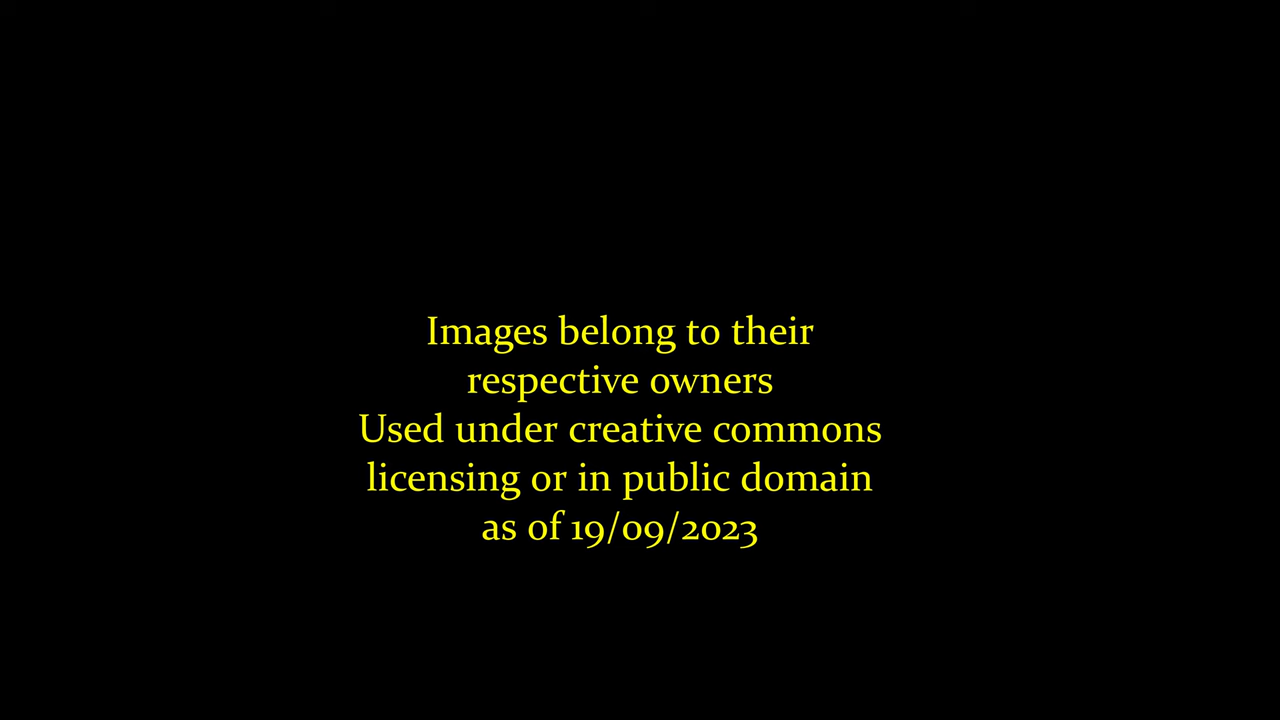 Images belong to their
respective owners
Used under creative commons
licensing or in public domain
as of 19/09/2023